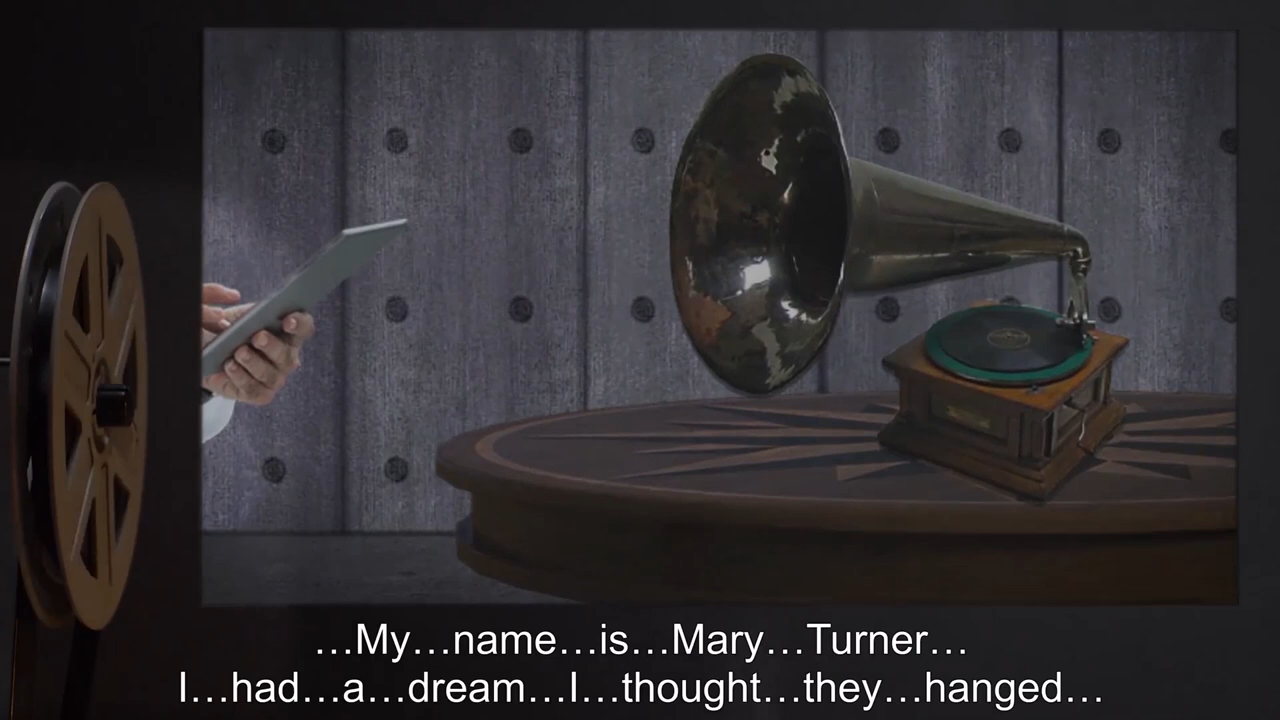 …My…name…is…Mary…Turner…
I…had…a…dream…I…thought…they…hanged…